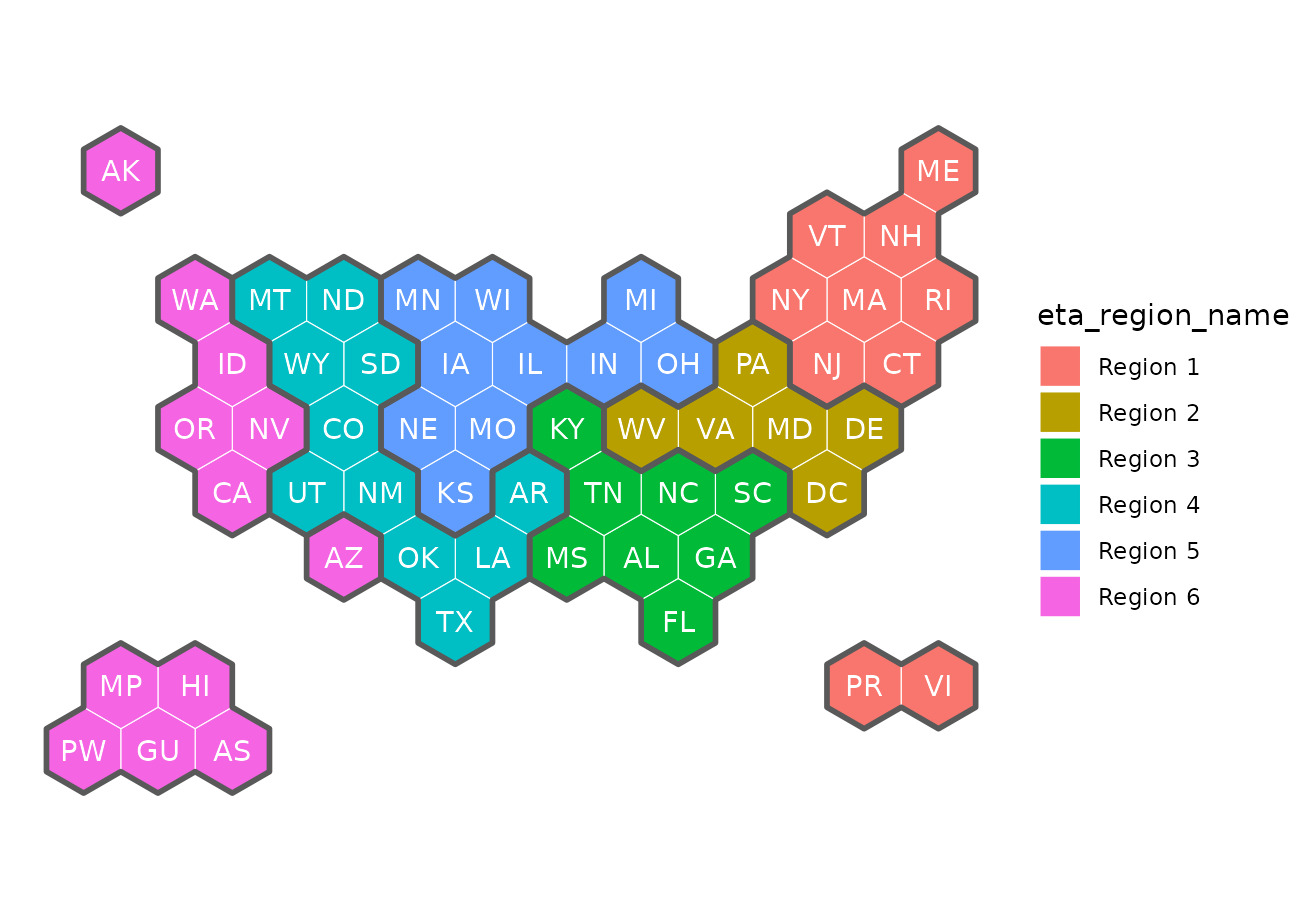 AK
ME
VT NH
WA MT ND MN WI MI NY MA RI
ID WY SD IA IL IN OH PA NJ CT
OR NV CO NE MO KY WV VA MD DE
CA UT NM KS AR TN NC SC DC
AZ OK LA MS AL GA
TX FL
MP HI PR VI
PW GU AS
eta_region_name
Region 1
Region 2
Region 3
Region 4
Region 5
Region 6